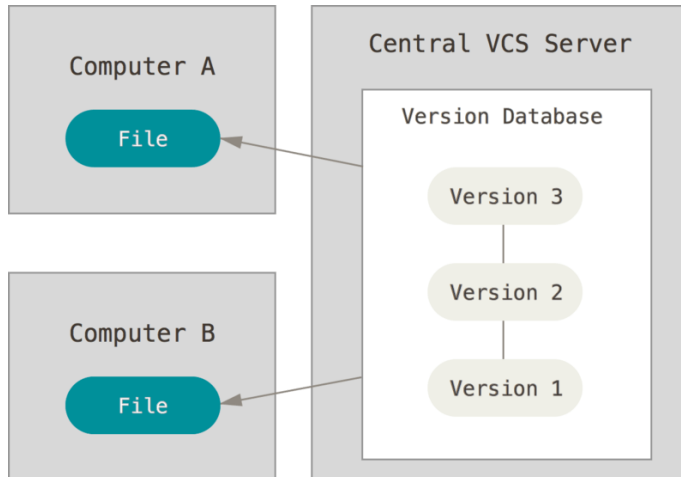 Computer A
File
Computer B
File
Central VCS Server
Version Database
Version 3
Version 2
Version 1